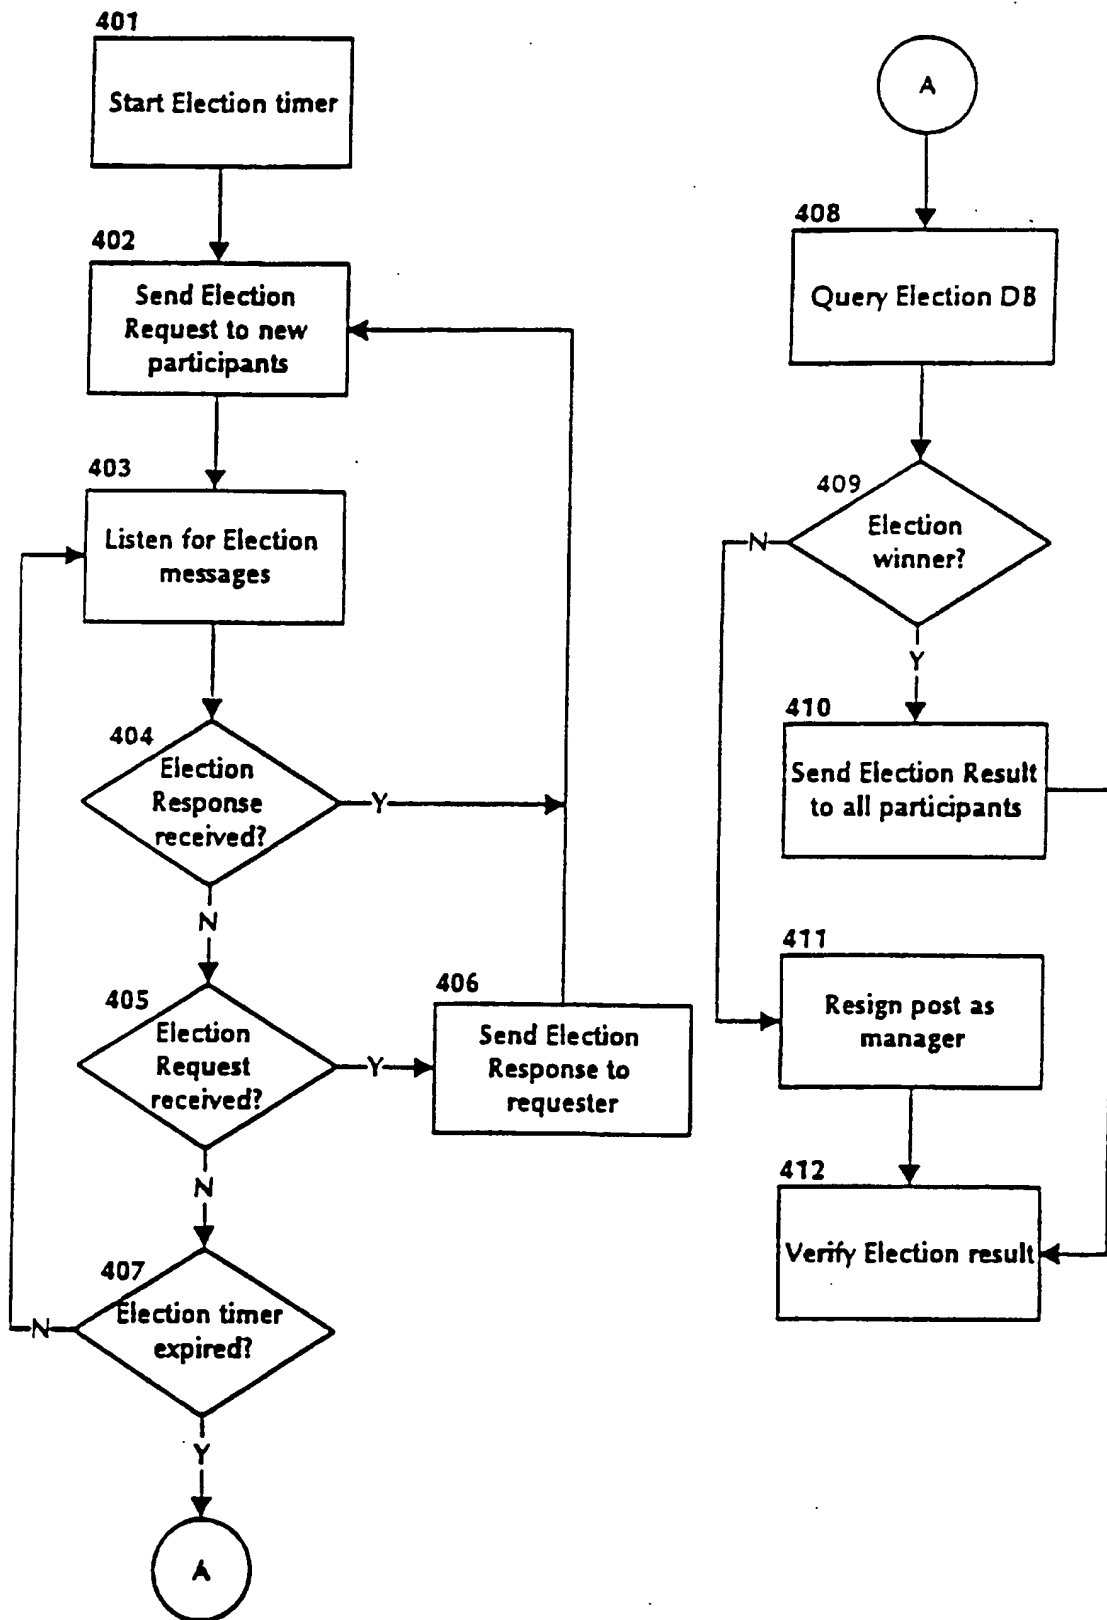 401
Start Election timer
402
Send Election
Request to new
participants
403
Listen for Election
messages
404
Election
Response
received?
Y
N
405
Election
Request
received?
Y
406
Send Election
Response to
requester
N
407
Election timer
expired?
N
Y
A
A
408
Query Election DB
409
Election
winner?
N
Y
410
Send Election Result
to all participants
411
Resign post as
manager
412
Verify Election result